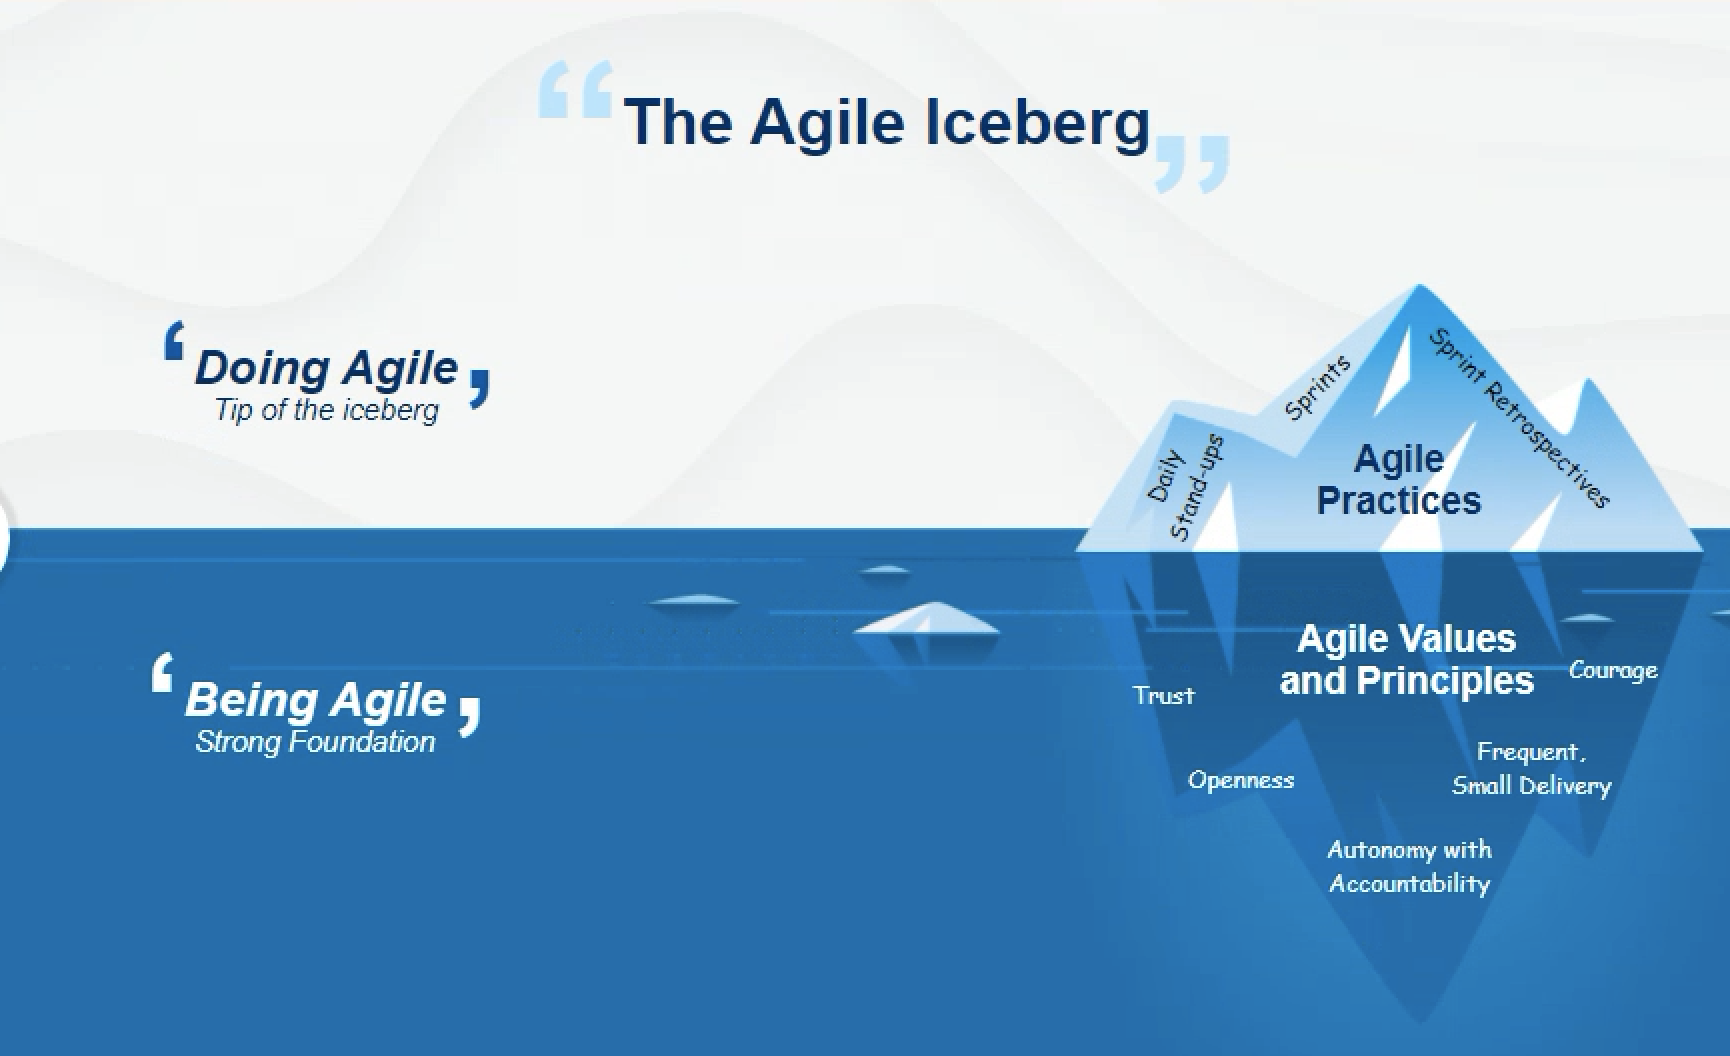 “The Agile Iceberg”
‘Doing Agile’
Tip of the iceberg
Sprints
Sprint Retrospectives
Daily
Stand-ups
Agile
Practices
‘Being Agile’
Strong Foundation
Agile Values
and Principles
Courage
Trust
Frequent,
Small Delivery
Openness
Autonomy with
Accountability